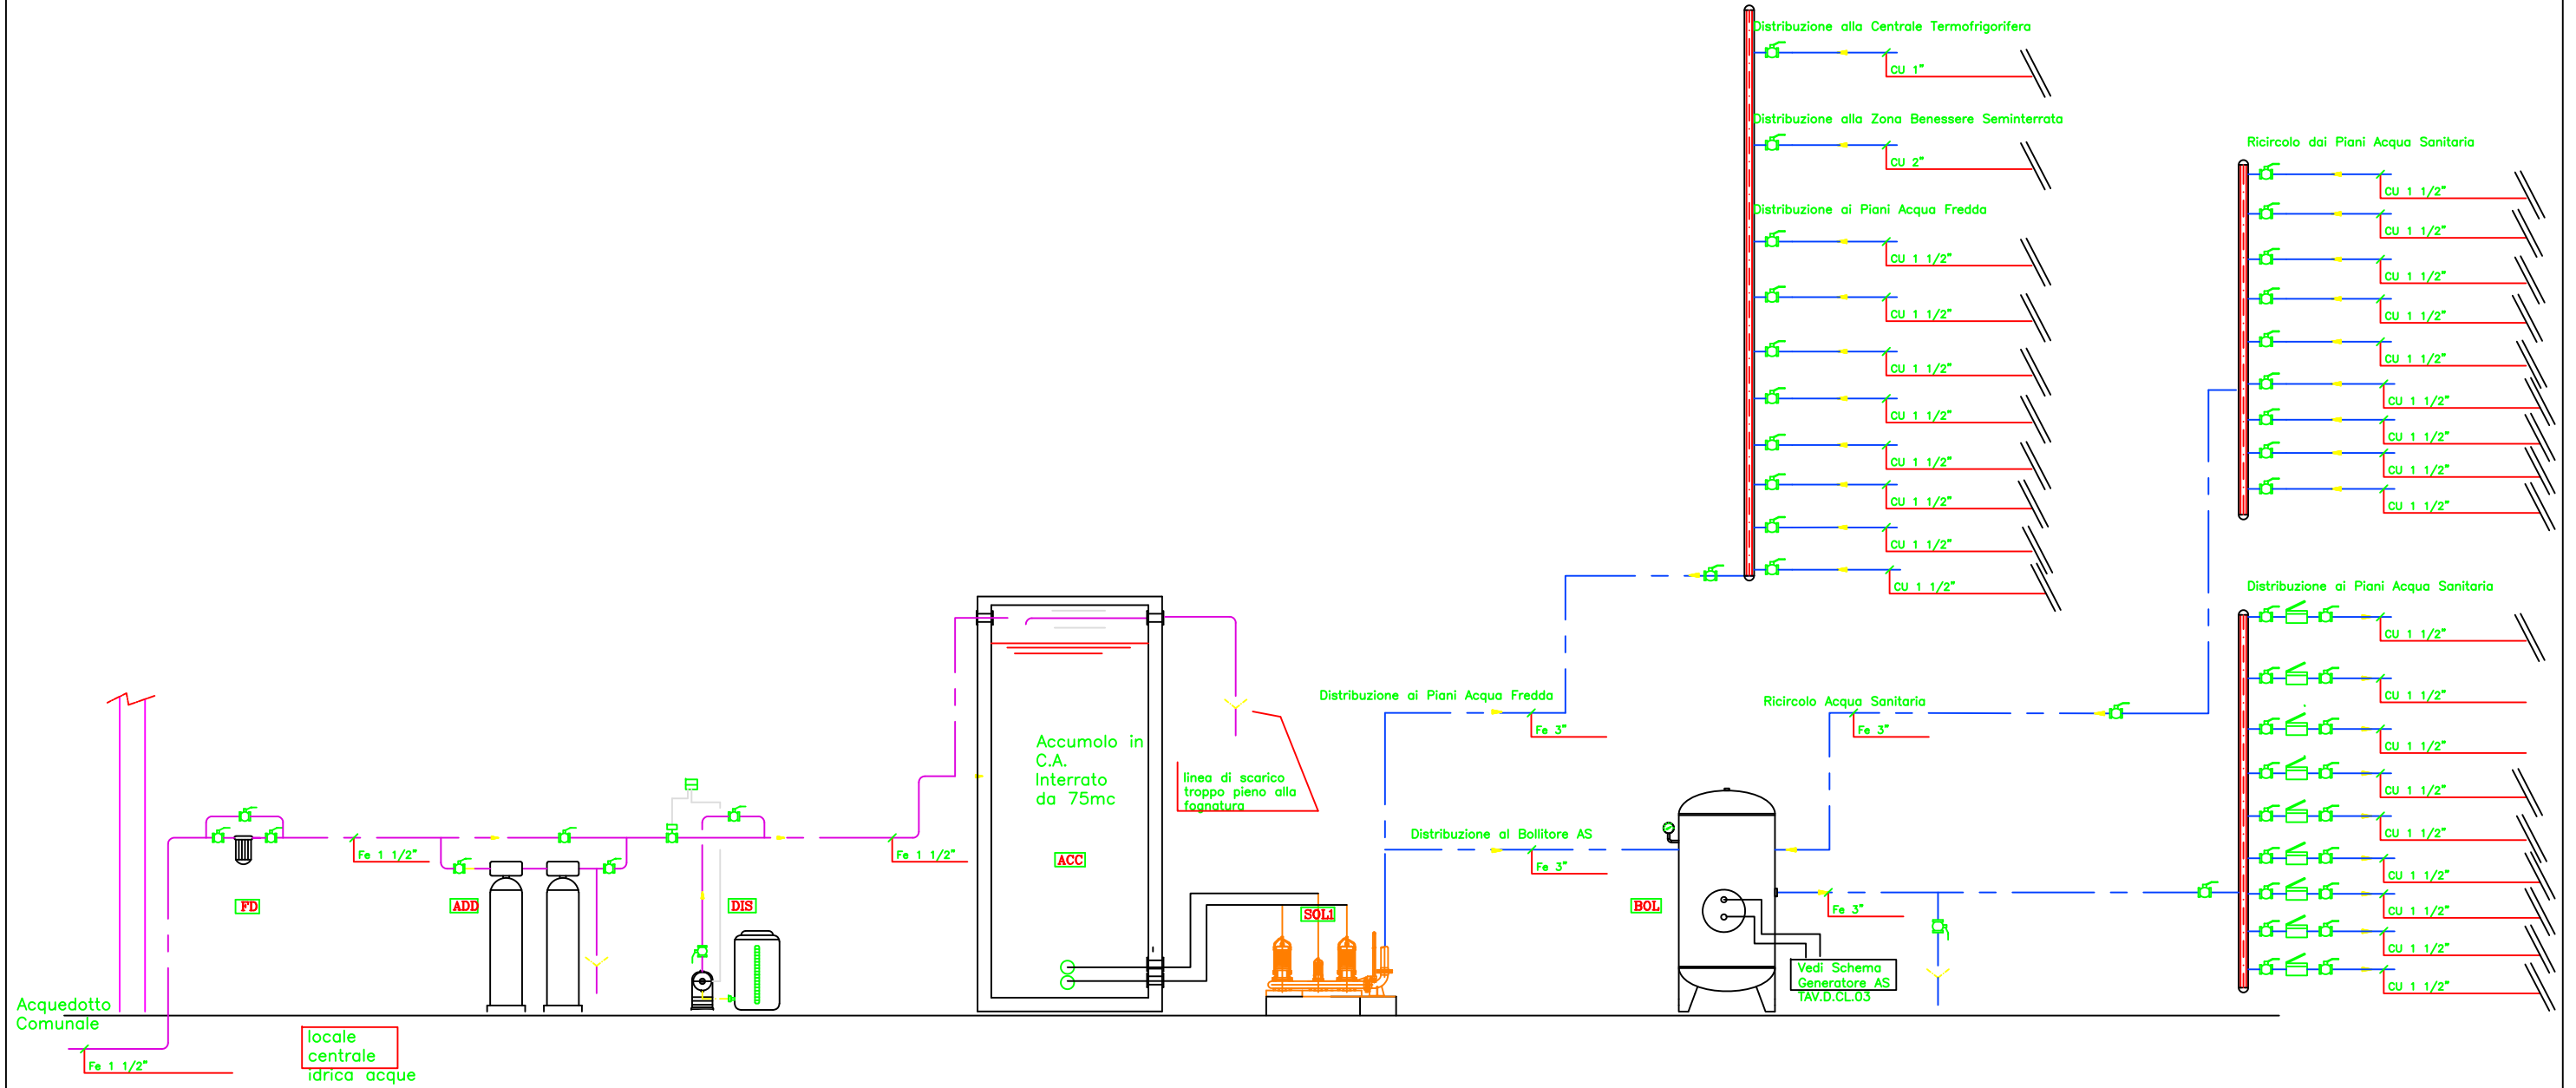 Distribuzione alla Centrale Termofrigorifera
CU 1"
Distribuzione alla Zona Benessere Seminterrata
CU 2"
Distribuzione ai Piani Acqua Fredda
CU 1 1/2"
CU 1 1/2"
CU 1 1/2"
CU 1 1/2"
CU 1 1/2"
CU 1 1/2"
CU 1 1/2"
CU 1 1/2"
Ricircolo dai Piani Acqua Sanitaria
CU 1 1/2"
CU 1 1/2"
CU 1 1/2"
CU 1 1/2"
CU 1 1/2"
CU 1 1/2"
CU 1 1/2"
CU 1 1/2"
CU 1 1/2"
Distribuzione ai Piani Acqua Sanitaria
CU 1 1/2"
CU 1 1/2"
CU 1 1/2"
CU 1 1/2"
CU 1 1/2"
CU 1 1/2"
CU 1 1/2"
CU 1 1/2"
CU 1 1/2"
Distribuzione ai Piani Acqua Fredda
Fe 3"
Ricircolo Acqua Sanitaria
Fe 3"
Distribuzione al Bollitore AS
Fe 3"
Fe 3"
Accumolo in
C.A.
Interrato
da 75mc
linea di scarico
troppo pieno alla
fognatura
Fe 1 1/2"
Fe 1 1/2"
ACC
FD
ADD
DIS
SOL1
BOL
Vedi Schema
Generatore AS
TAV.D.CL.03
Acquedotto
Comunale
Fe 1 1/2"
locale
centrale
idrica acque